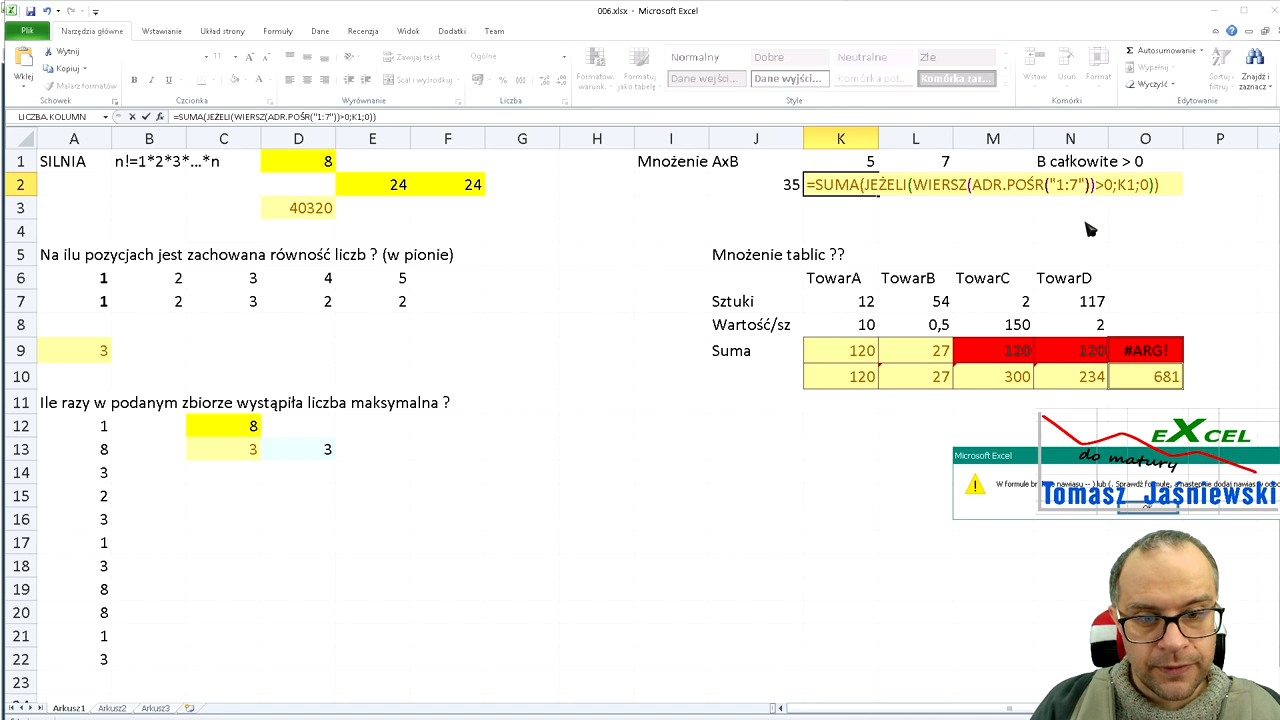 006.xlsx - Microsoft Excel
Plik Narzędzia główne Wstawianie Układ strony Formuły Dane Recenzja Widok Dodatki Team
Wklej
Wytnij
Kopiuj
Malarz formatów
B I U
Zawijaj tekst
Scal i wyśrodkuj
Ogólne
%
Formatow. warunk.
Formatuj jako tabelę
Normalny Dobre Neutralne Złe
Dane wejści... Dane wyjści... Komórka poł... Komórka zaz...
Wstaw Usuń Format
Autosumowanie
Wypełnij
Wyczyść
Sortuj i filtruj
Znajdź i zaznacz
Schowek Czcionka Wyrównanie Liczba Style Komórki Edytowanie
LICZBA.KOLUMN =SUMA(JEŻELI(WIERSZ(ADR.POŚR("1:7"))>0;K1;0))
A B C D E F G H I J K L M N O P
1 SILNIA n!=1*2*3*...*n 8 Mnożenie AxB 5 7 B całkowite > 0
2 24 24 35 =SUMA(JEŻELI(WIERSZ(ADR.POŚR("1:7"))>0;K1;0))
3 40320
4
5 Na ilu pozycjach jest zachowana równość liczb ? (w pionie) Mnożenie tablic ??
6 1 2 3 4 5 TowarA TowarB TowarC TowarD
7 1 2 3 2 2 Sztuki 12 54 2 117
8 Wartość/sz 10 0,5 150 2
9 3 Suma 120 27 120 120 #ARG!
10 120 27 300 234 681
11 Ile razy w podanym zbiorze wystąpiła liczba maksymalna ?
12 1 8
13 8 3 3
14 3
15 2
16 3
17 1
18 3
19 8
20 8
21 1
22 3
23
EXCEL
do matury
Tomasz Jaśniewski
Microsoft Excel
W formule
Arkusz1 Arkusz2 Arkusz3